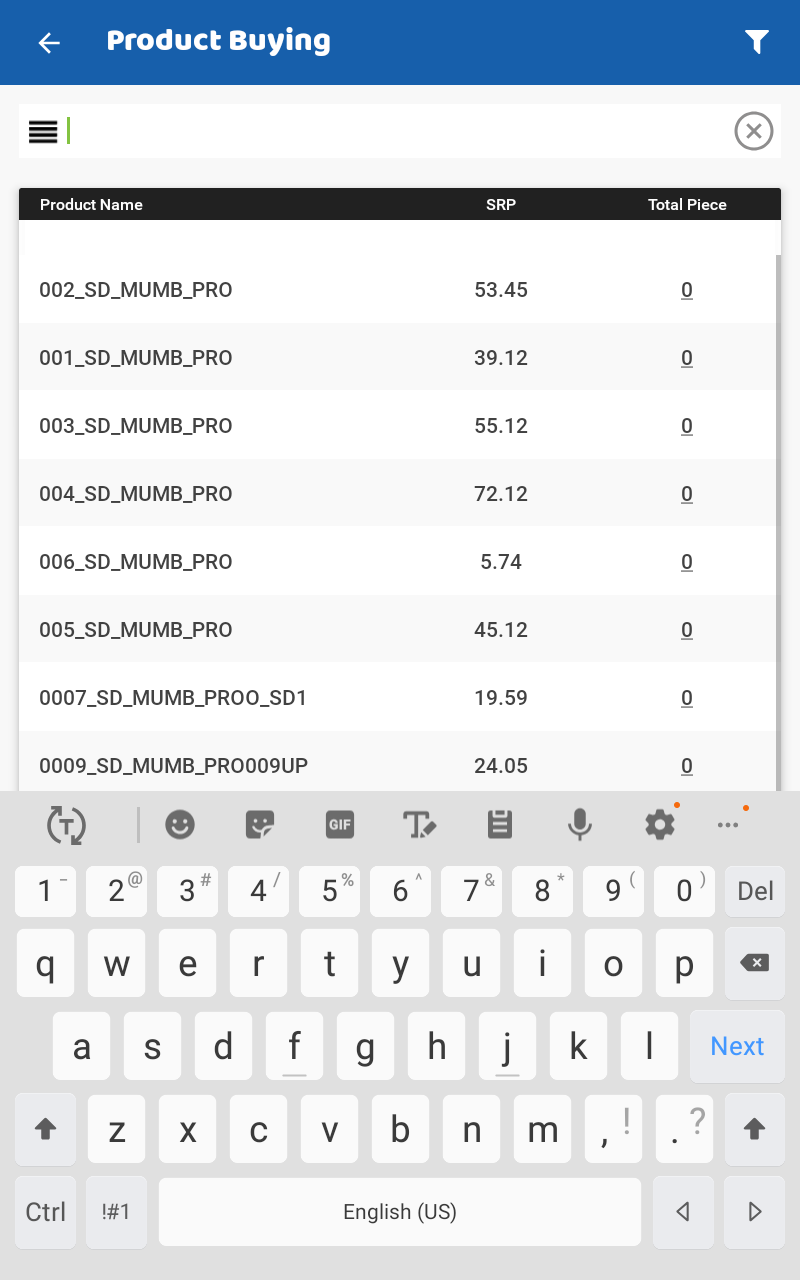 Product Buying
Product Name SRP Total Piece
002_SD_MUMB_PRO 53.45 0
001_SD_MUMB_PRO 39.12 0
003_SD_MUMB_PRO 55.12 0
004_SD_MUMB_PRO 72.12 0
006_SD_MUMB_PRO 5.74 0
005_SD_MUMB_PRO 45.12 0
0007_SD_MUMB_PROO_SD1 19.59 0
0009_SD_MUMB_PRO009UP 24.05 0
T GIF T
1 - 2 @ 3 # 4 / 5 % 6 ^ 7 & 8 * 9 ( 0 ) Del
q w e r t y u i o p
a s d f g h j k l Next
z x c v b n m , ! . ?
Ctrl !#1 English (US)